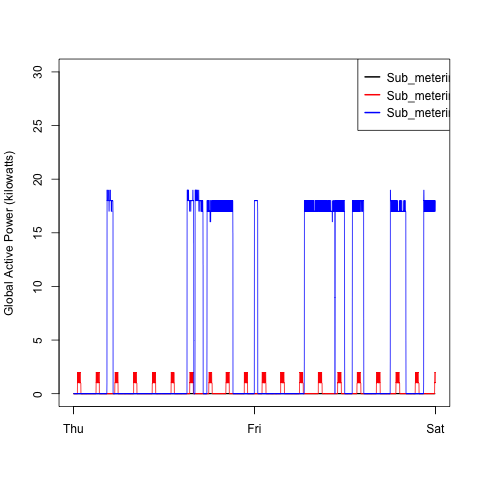 Global Active Power (kilowatts)
30
25
20
15
10
5
0
Sub_meterin
Sub_meterin
Sub_meterin
Thu
Fri
Sat